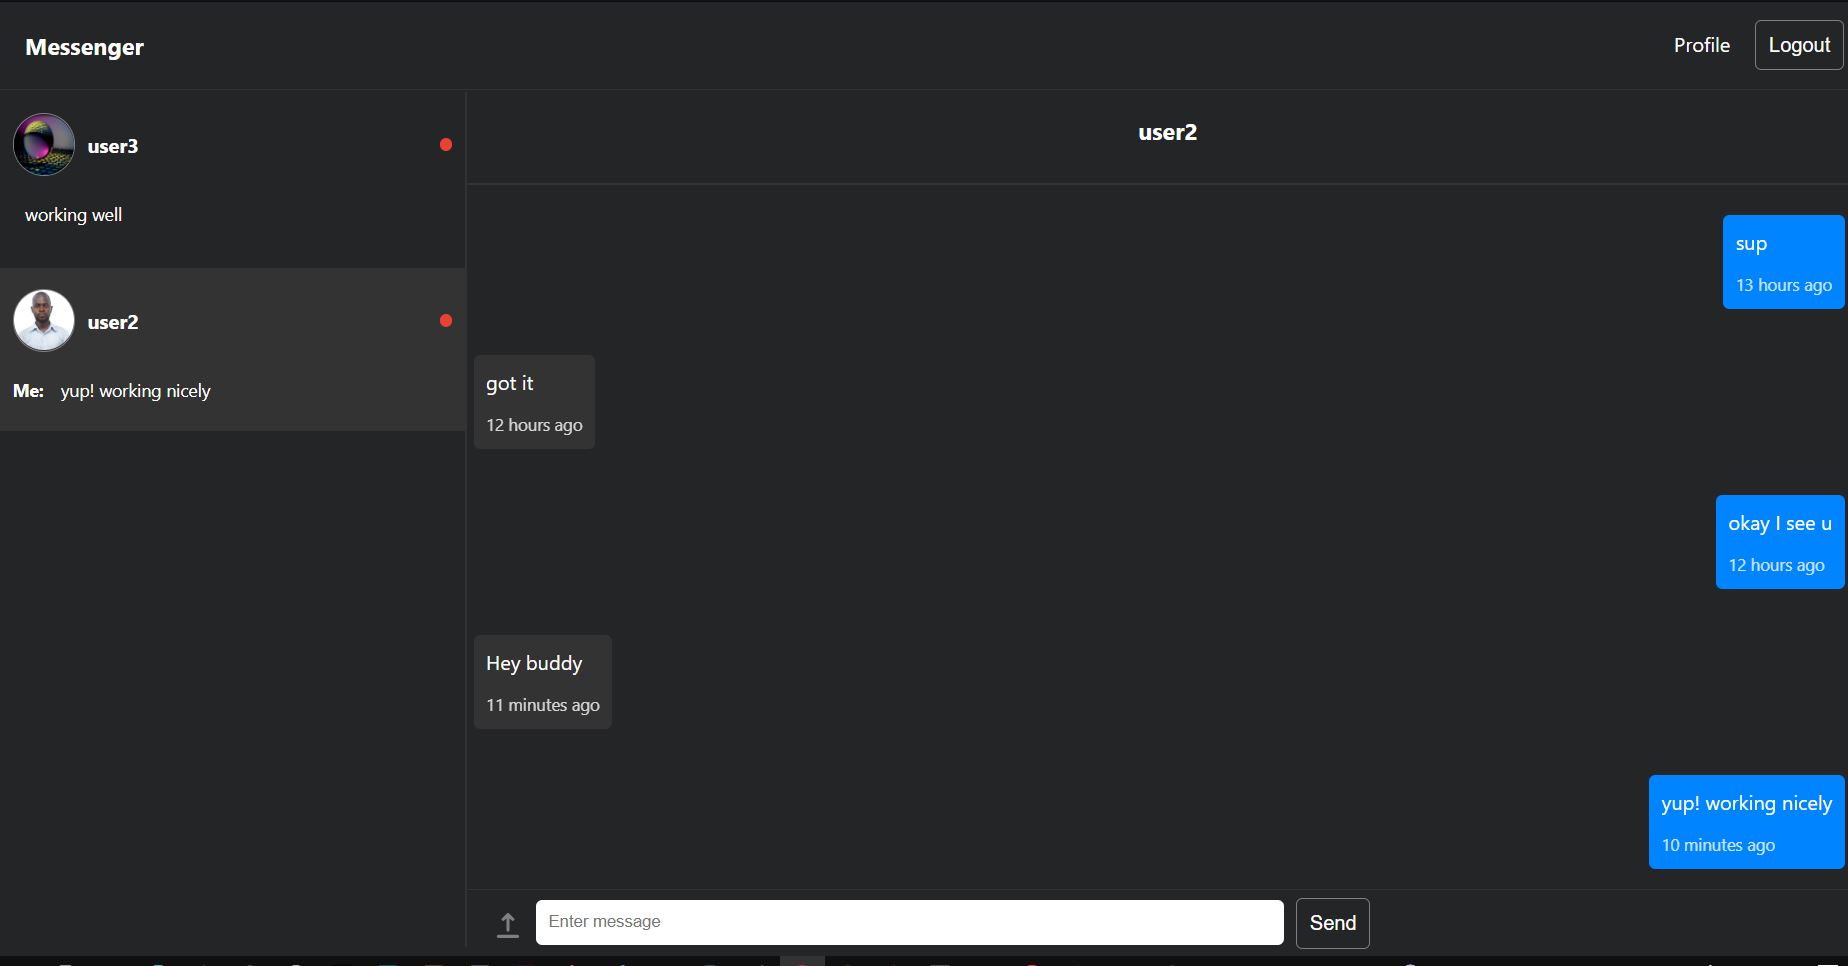 Messenger
Profile
Logout
user3
working well
user2
Me: yup! working nicely
user2
sup
13 hours ago
got it
12 hours ago
okay I see u
12 hours ago
Hey buddy
11 minutes ago
yup! working nicely
10 minutes ago
Enter message
Send